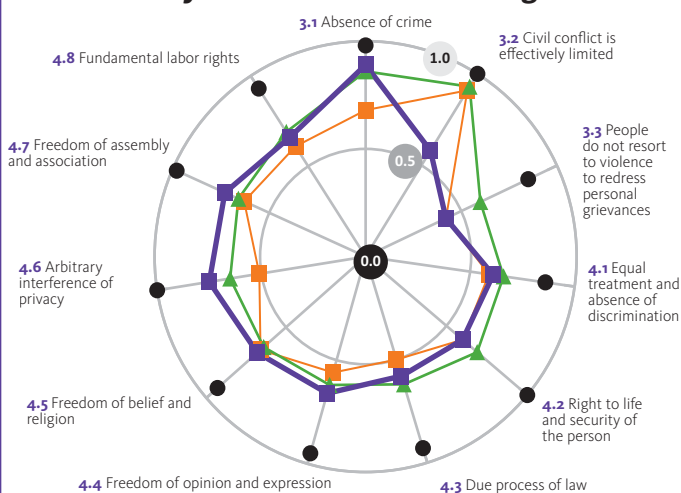 3.1 Absence of crime
3.2 Civil conflict is
effectively limited
4.8 Fundamental labor rights
1.0
3.3 People
do not resort
to violence
to redress
personal
grievances
4.7 Freedom of assembly
and association
0.5
0.0
4.6 Arbitrary
interference of
privacy
4.1 Equal
treatment and
absence of
discrimination
4.5 Freedom of belief and
religion
4.2 Right to life
and security of
the person
4.4 Freedom of opinion and expression
4.3 Due process of law